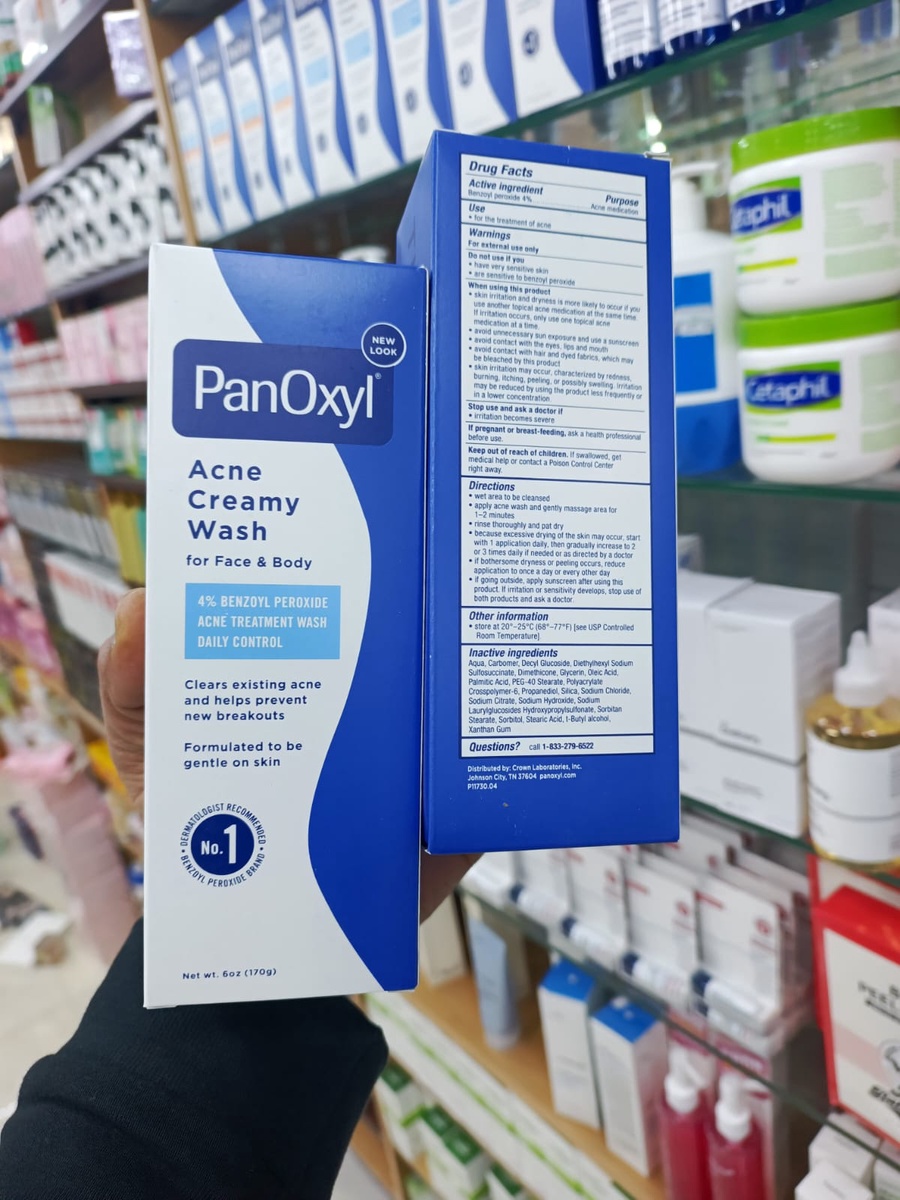 NEW
LOOK
PanOxyl®
Acne
Creamy
Wash
for Face & Body
4% BENZOYL PEROXIDE
ACNE TREATMENT WASH
DAILY CONTROL
Clears existing acne
and helps prevent
new breakouts
Formulated to be
gentle on skin
• DERMATOLOGIST RECOMMENDED •
No.1
BENZOYL PEROXIDE BRAND
Net wt. 6oz (170g)
Drug Facts
Active ingredient Purpose
Benzoyl peroxide 4% Acne medication
Use
• for the treatment of acne
Warnings
For external use only
Do not use if you
• have very sensitive skin
• are sensitive to benzoyl peroxide
When using this product
• skin irritation and dryness is more likely to occur if you
use another topical acne medication at the same time.
If irritation occurs, only use one topical acne
medication at a time.
• avoid unnecessary sun exposure and use a sunscreen
• avoid contact with the eyes, lips and mouth
• avoid contact with hair and dyed fabrics, which may
be bleached by this product
• skin irritation may occur, characterized by redness,
burning, itching, peeling, or possibly swelling. Irritation
may be reduced by using the product less frequently or
in a lower concentration
Stop use and ask a doctor if
• irritation becomes severe
If pregnant or breast-feeding, ask a health professional
before use.
Keep out of reach of children. If swallowed, get
medical help or contact a Poison Control Center
right away.
Directions
• wet area to be cleansed
• apply acne wash and gently massage area for
1–2 minutes
• rinse thoroughly and pat dry
• because excessive drying of the skin may occur, start
with 1 application daily, then gradually increase to 2
or 3 times daily if needed or as directed by a doctor
• if bothersome dryness or peeling occurs, reduce
application to once a day or every other day
• if going outside, apply sunscreen after using this
product. If irritation or sensitivity develops, stop use of
both products and ask a doctor.
Other information
• store at 20°–25°C (68°–77°F) [see USP Controlled
Room Temperature]
Inactive ingredients
Aqua, Carbomer, Decyl Glucoside, Diethylhexyl Sodium
Sulfosuccinate, Dimethicone, Glycerin, Oleic Acid,
Palmitic Acid, PEG-40 Stearate, Polyacrylate
Crosspolymer-6, Propanediol, Silica, Sodium Chloride,
Sodium Citrate, Sodium Hydroxide, Sodium
Laurylglucosides Hydroxypropylsulfonate, Sorbitan
Stearate, Sorbitol, Stearic Acid, t-Butyl alcohol,
Xanthan Gum
Questions? call 1-833-279-6522
Distributed by: Crown Laboratories, Inc.
Johnson City, TN 37604 panoxyl.com
P11730.04
Cetaphil
Cetaphil